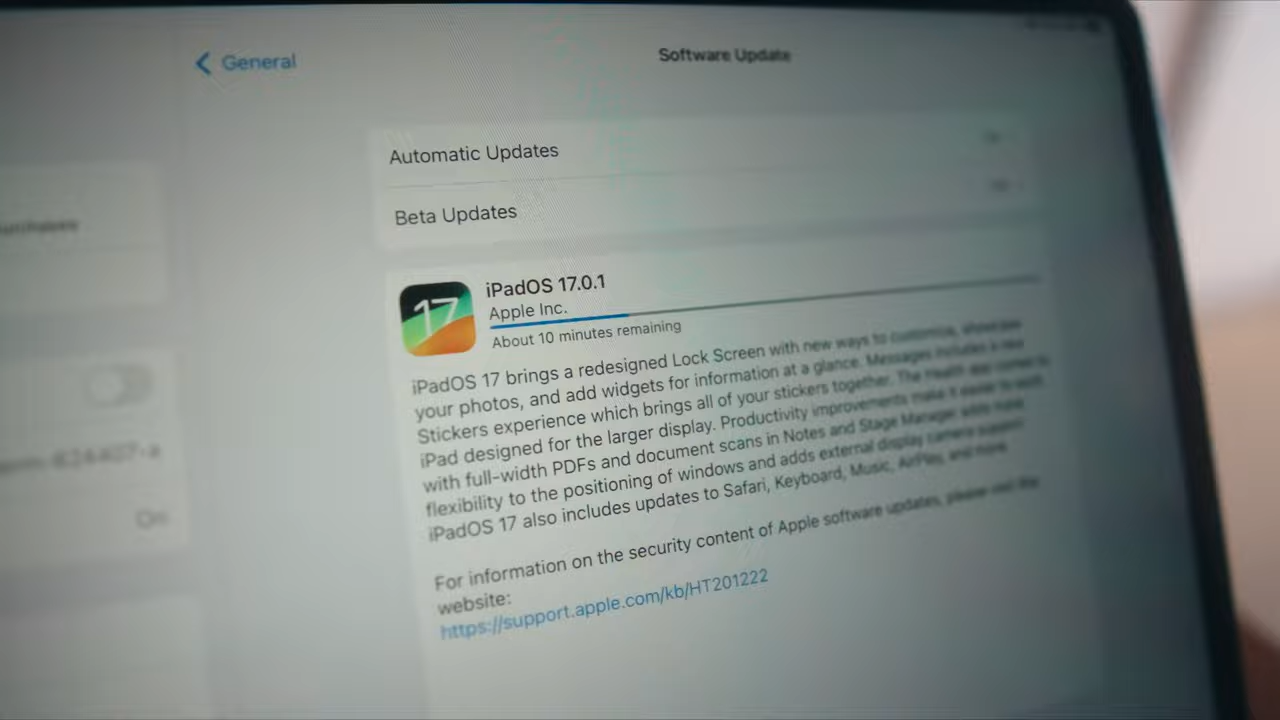 General
Software Update
Automatic Updates
Beta Updates
17
iPadOS 17.0.1
Apple Inc.
About 10 minutes remaining
iPadOS 17 brings a redesigned Lock Screen with new ways to customize, showcase
your photos, and add widgets for information at a glance. Messages includes a new
Stickers experience which brings all of your stickers together. The Health app comes to
iPad designed for the larger display. Productivity improvements make it easier to work
with full-width PDFs and document scans in Notes and Stage Manager adds more
flexibility to the positioning of windows and adds external display camera support.
iPadOS 17 also includes updates to Safari, Keyboard, Music, AirPlay, and more.
For information on the security content of Apple software updates, please visit this
website:
https://support.apple.com/kb/HT201222
On